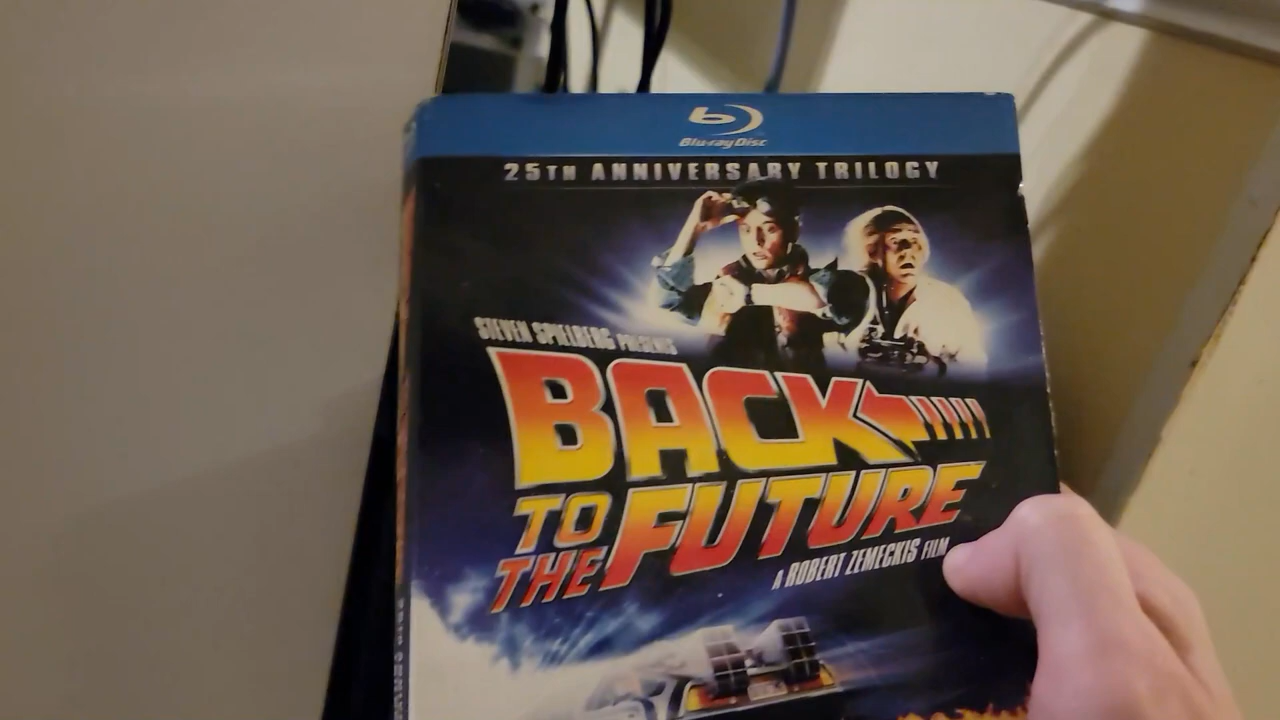 Blu-ray Disc
25TH ANNIVERSARY TRILOGY
STEVEN SPIELBERG PRESENTS
BACK
TO
THE FUTURE
A ROBERT ZEMECKIS FILM